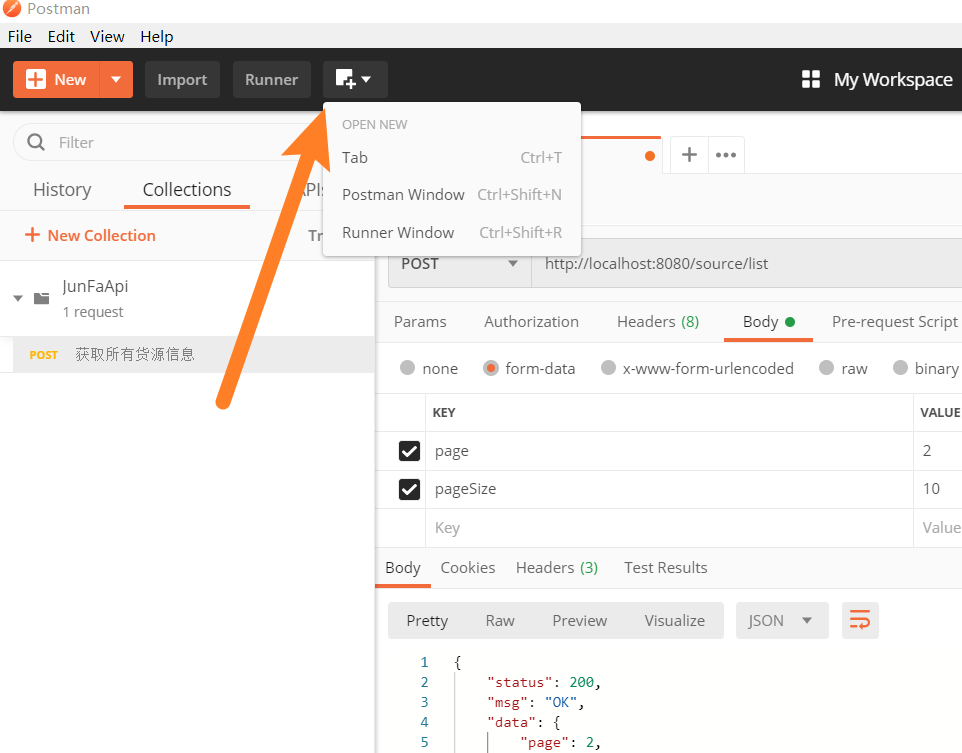 Postman
File Edit View Help
New Import Runner My Workspace
OPEN NEW
Tab Ctrl+T
Postman Window Ctrl+Shift+N
Runner Window Ctrl+Shift+R
Filter
History Collections APIs
+ New Collection
JunFaApi
1 request
POST 获取所有货源信息
POST http://localhost:8080/source/list
Params Authorization Headers (8) Body Pre-request Script
none form-data x-www-form-urlencoded raw binary
KEY VALUE
page 2
pageSize 10
Key Value
Body Cookies Headers (3) Test Results
Pretty Raw Preview Visualize JSON
1 {
2 "status": 200,
3 "msg": "OK",
4 "data": {
5 "page": 2,